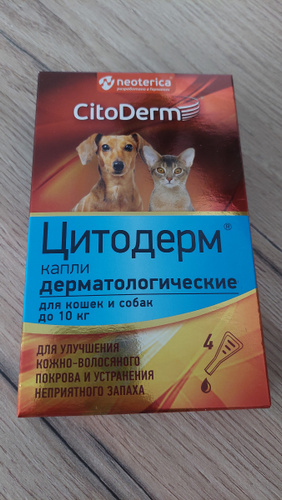 neoterica®
разработано в Германии
CitoDerm
Цитодерм®
капли
дерматологические
для кошек и собак
до 10 кг
ДЛЯ УЛУЧШЕНИЯ
КОЖНО-ВОЛОСЯНОГО
ПОКРОВА И УСТРАНЕНИЯ
НЕПРИЯТНОГО ЗАПАХА
4